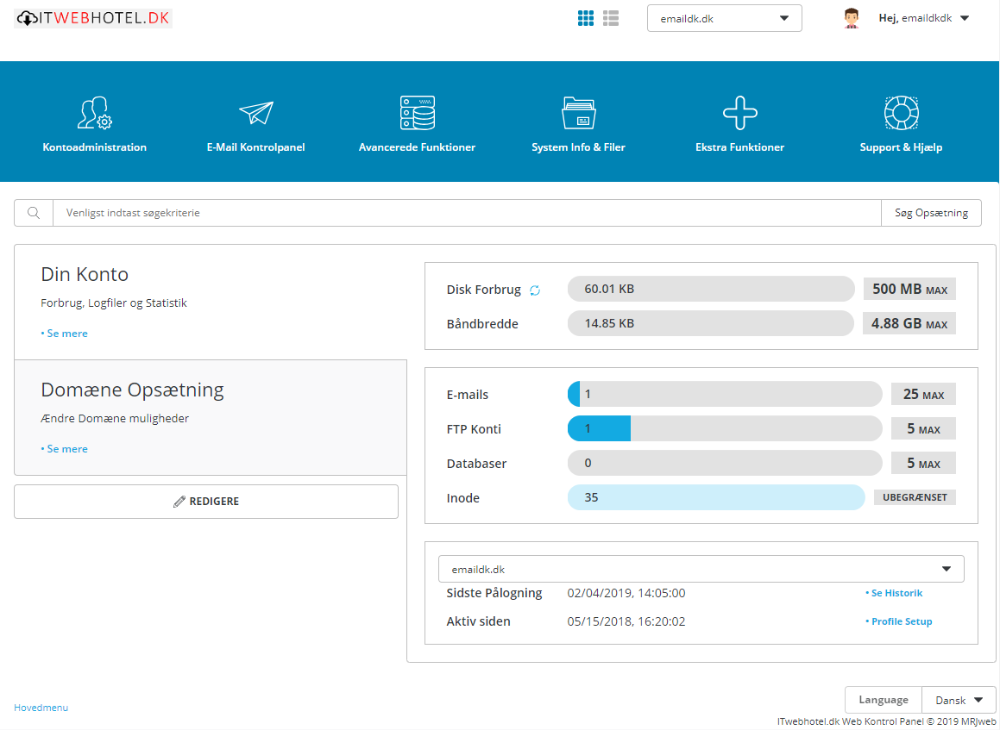 ITWEBHOTEL.DK
emaildk.dk
Hej, emaildkdk
Kontoadministration
E-Mail Kontrolpanel
Avancerede Funktioner
System Info & Filer
Ekstra Funktioner
Support & Hjælp
Venligst indtast søgekriterie
Søg Opsætning
Din Konto
Forbrug, Logfiler og Statistik
• Se mere
Domæne Opsætning
Ændre Domæne muligheder
• Se mere
REDIGERE
Disk Forbrug 60.01 KB 500 MB MAX
Båndbredde 14.85 KB 4.88 GB MAX
E-mails 1 25 MAX
FTP Konti 1 5 MAX
Databaser 0 5 MAX
Inode 35 UBEGRÆNSET
emaildk.dk
Sidste Pålogning 02/04/2019, 14:05:00 • Se Historik
Aktiv siden 05/15/2018, 16:20:02 • Profile Setup
Hovedmenu
Language Dansk
ITwebhotel.dk Web Kontrol Panel © 2019 MRJweb